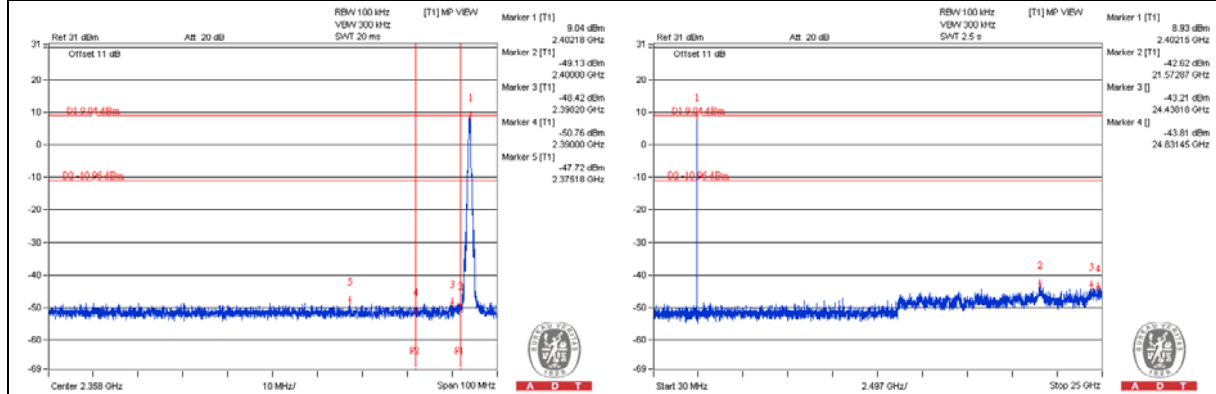 RBW 100 kHz
VBW 300 kHz
SWT 20 ms
[T1] MP VIEW
Ref 31 dBm
Att 20 dB
Offset 11 dB
31
20
10
0
-10
-20
-30
-40
-50
-60
-69
D1 9.04 dBm
D2 -10.96 dBm
1
5
4
3
2
F2
F1
Center 2.358 GHz
10 MHz/
Span 100 MHz
Marker 1 [T1]
9.04 dBm
2.40218 GHz
Marker 2 [T1]
-49.13 dBm
2.40000 GHz
Marker 3 [T1]
-48.42 dBm
2.39820 GHz
Marker 4 [T1]
-50.76 dBm
2.39000 GHz
Marker 5 [T1]
-47.72 dBm
2.37518 GHz
BUREAU VERITAS
1828
A D T
RBW 100 kHz
VBW 300 kHz
SWT 2.5 s
[T1] MP VIEW
Ref 31 dBm
Att 20 dB
Offset 11 dB
31
20
10
0
-10
-20
-30
-40
-50
-60
-69
D1 9.04 dBm
D2 -10.96 dBm
1
2
3
4
Start 30 MHz
2.497 GHz/
Stop 25 GHz
Marker 1 [T1]
8.93 dBm
2.40215 GHz
Marker 2 [T1]
-42.62 dBm
21.57287 GHz
Marker 3 []
-43.21 dBm
24.43818 GHz
Marker 4 []
-43.81 dBm
24.83145 GHz
BUREAU VERITAS
1828
A D T